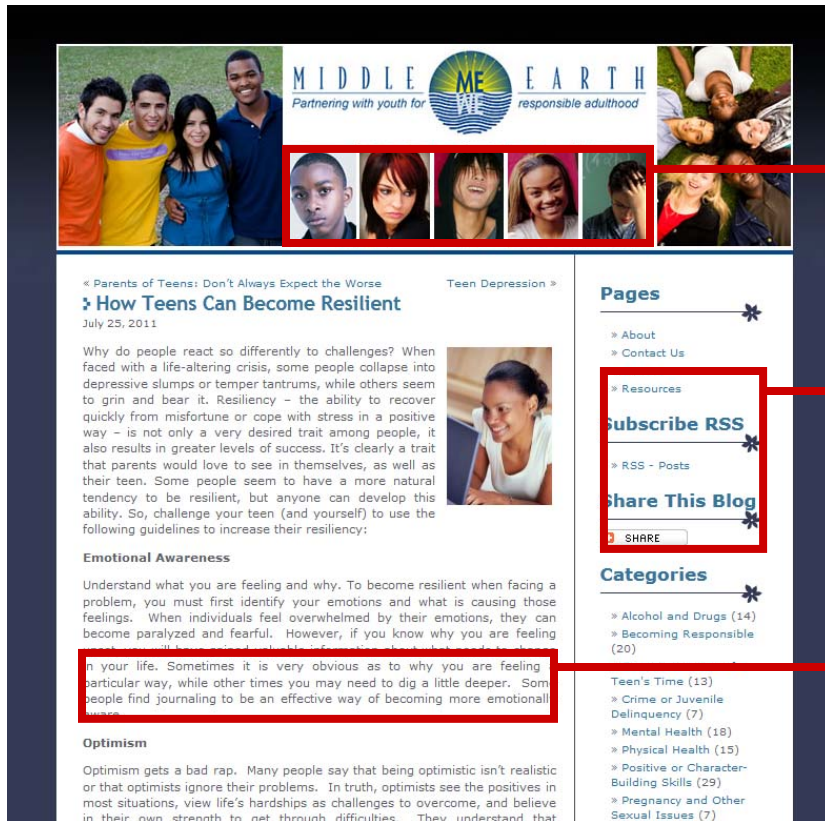 MIDDLE ME WE EARTH
Partnering with youth for responsible adulthood
« Parents of Teens: Don't Always Expect the Worse
Teen Depression »
How Teens Can Become Resilient
July 25, 2011
Why do people react so differently to challenges? When
faced with a life-altering crisis, some people collapse into
depressive slumps or temper tantrums, while others seem
to grin and bear it. Resiliency – the ability to recover
quickly from misfortune or cope with stress in a positive
way – is not only a very desired trait among people, it
also results in greater levels of success. It's clearly a trait
that parents would love to see in themselves, as well as
their teen. Some people seem to have a more natural
tendency to be resilient, but anyone can develop this
ability. So, challenge your teen (and yourself) to use the
following guidelines to increase their resiliency:
Emotional Awareness
Understand what you are feeling and why. To become resilient when facing a
problem, you must first identify your emotions and what is causing those
feelings. When individuals feel overwhelmed by their emotions, they can
become paralyzed and fearful. However, if you know why you are feeling
in your life. Sometimes it is very obvious as to why you are feeling
particular way, while other times you may need to dig a little deeper. Some
people find journaling to be an effective way of becoming more emotionally
Optimism
Optimism gets a bad rap. Many people say that being optimistic isn't realistic
or that optimists ignore their problems. In truth, optimists see the positives in
most situations, view life's hardships as challenges to overcome, and believe
in their own strength to get through difficulties. They understand that
Pages
» About
» Contact Us
» Resources
Subscribe RSS
» RSS - Posts
Share This Blog
SHARE
Categories
» Alcohol and Drugs (14)
» Becoming Responsible
(20)
Teen's Time (13)
» Crime or Juvenile
Delinquency (7)
» Mental Health (18)
» Physical Health (15)
» Positive or Character-
Building Skills (29)
» Pregnancy and Other
Sexual Issues (7)